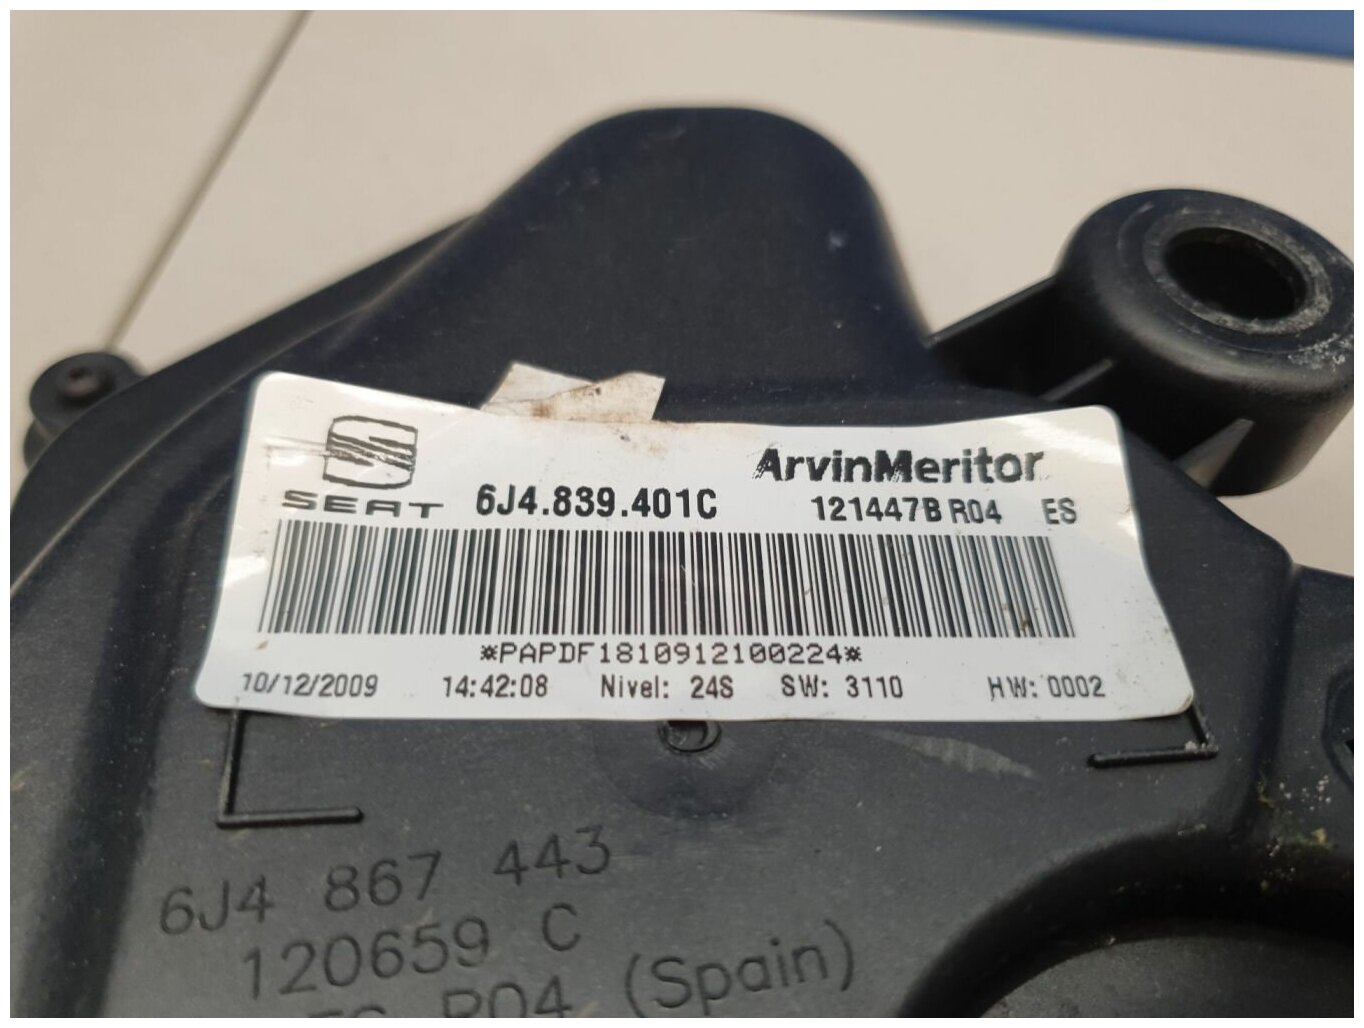 ArvinMeritor
SEAT 6J4.839.401C 121447B R04 ES
*PAPDF1810912100224*
10/12/2009 14:42:08 Nivel: 24S SW: 3110 HW: 0002
6J4 867 443
120659 C
R04 (Spain)